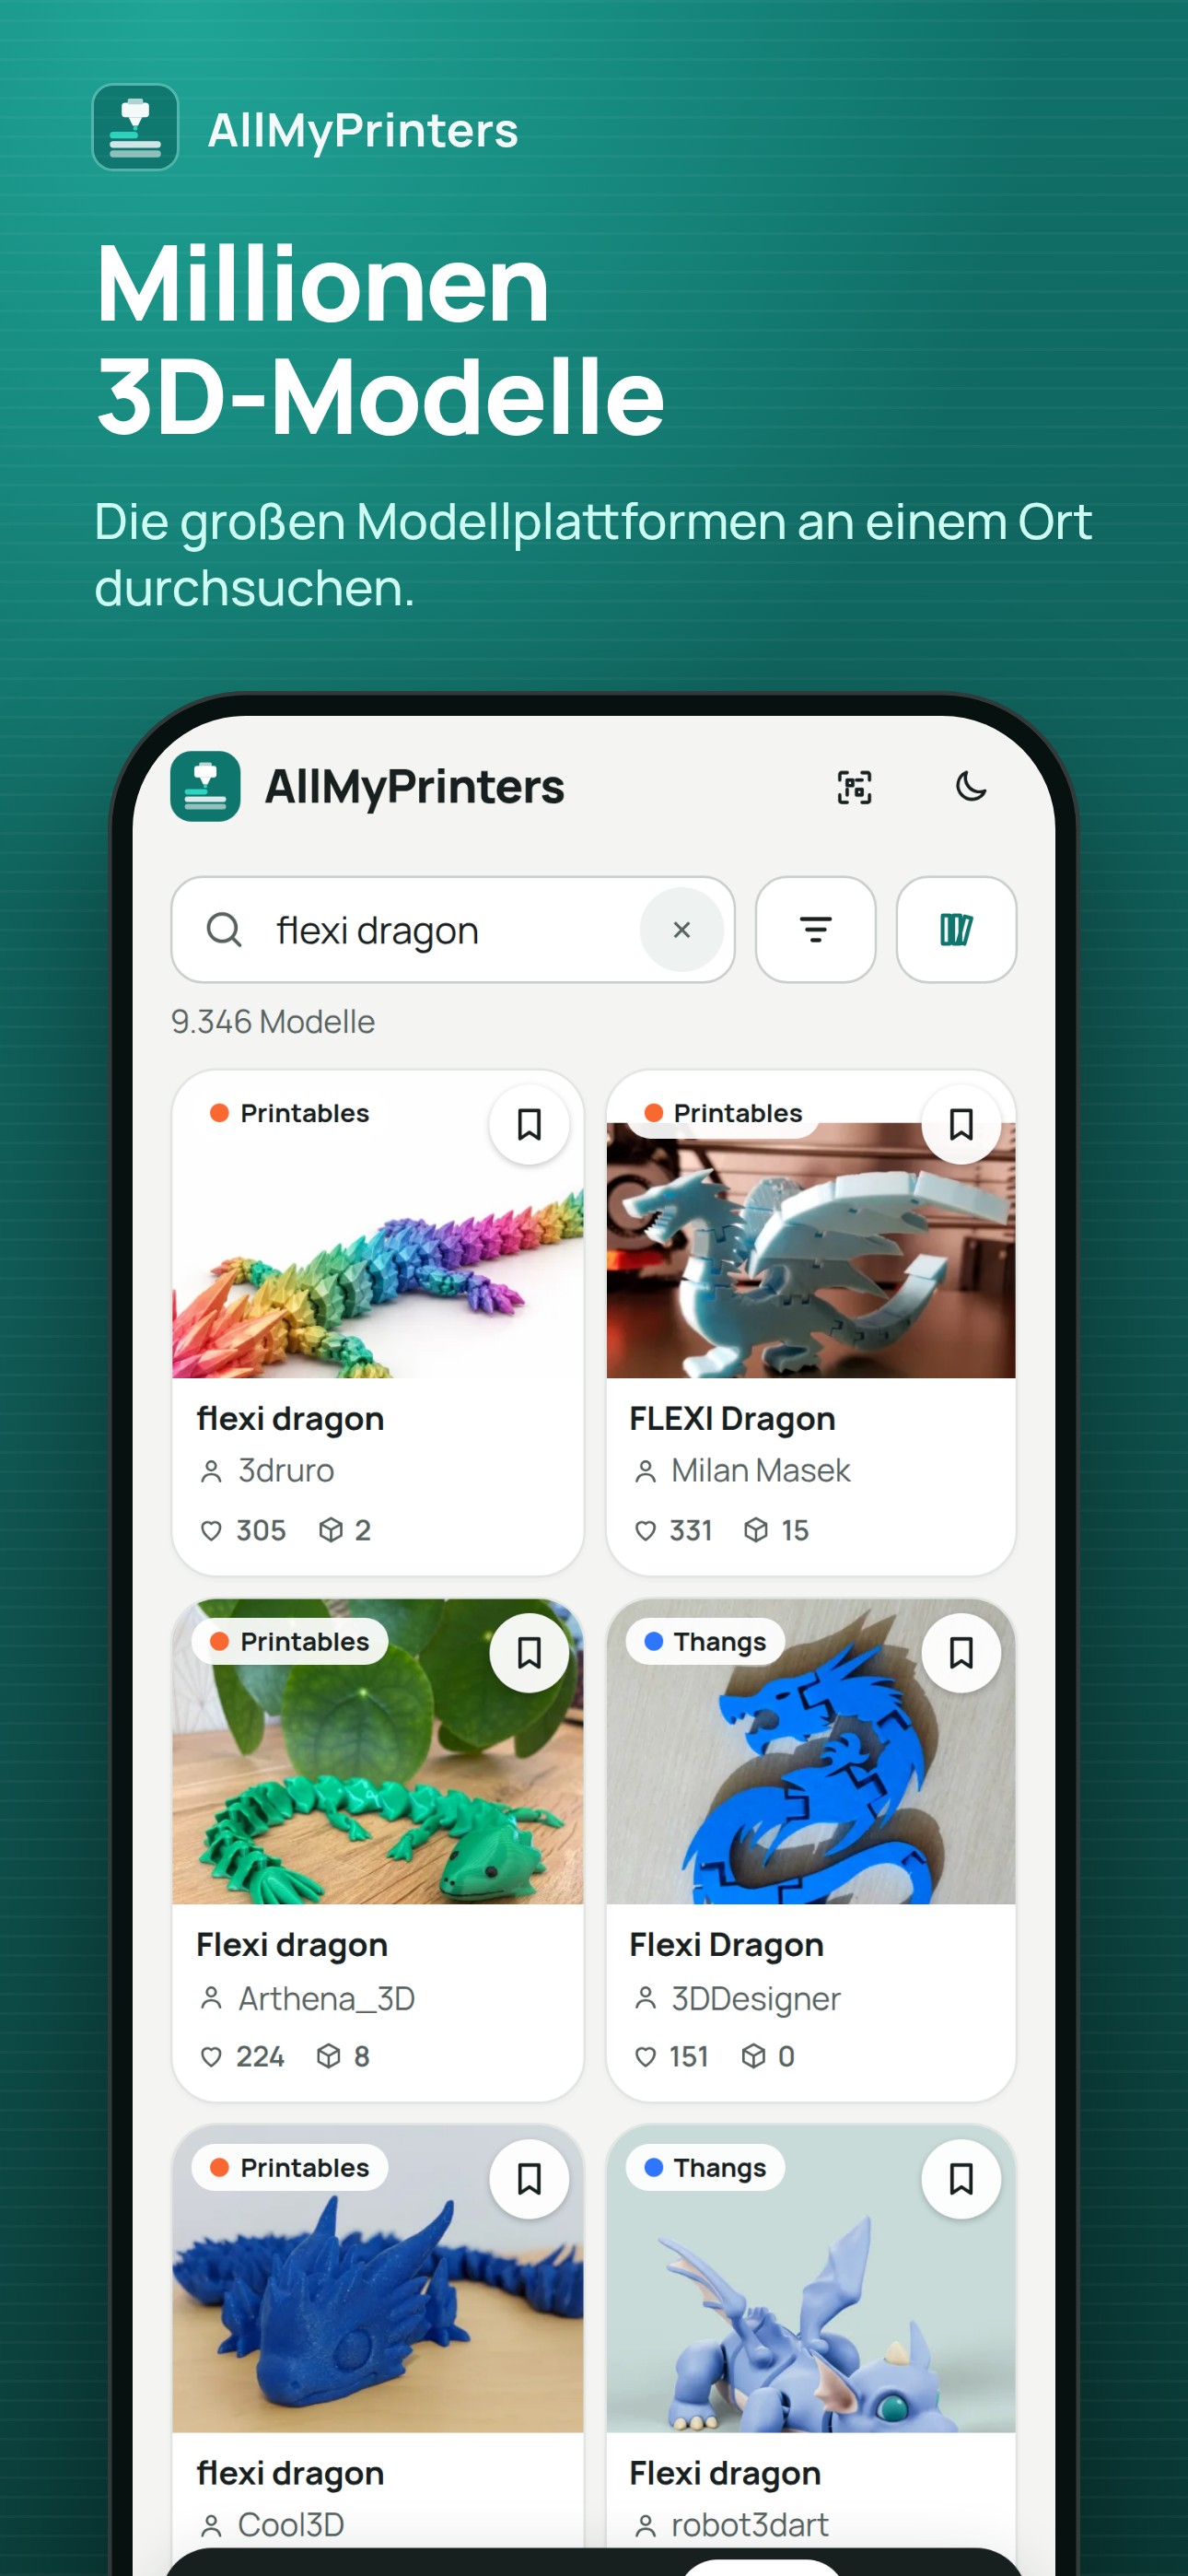 AllMyPrinters
Millionen
3D-Modelle
Die großen Modellplattformen an einem Ort
durchsuchen.
AllMyPrinters
flexi dragon
9.346 Modelle
Printables
flexi dragon
3druro
305 2
Printables
FLEXI Dragon
Milan Masek
331 15
Printables
Flexi dragon
Arthena_3D
224 8
Thangs
Flexi Dragon
3DDesigner
151 0
Printables
flexi dragon
Cool3D
Thangs
Flexi dragon
robot3dart